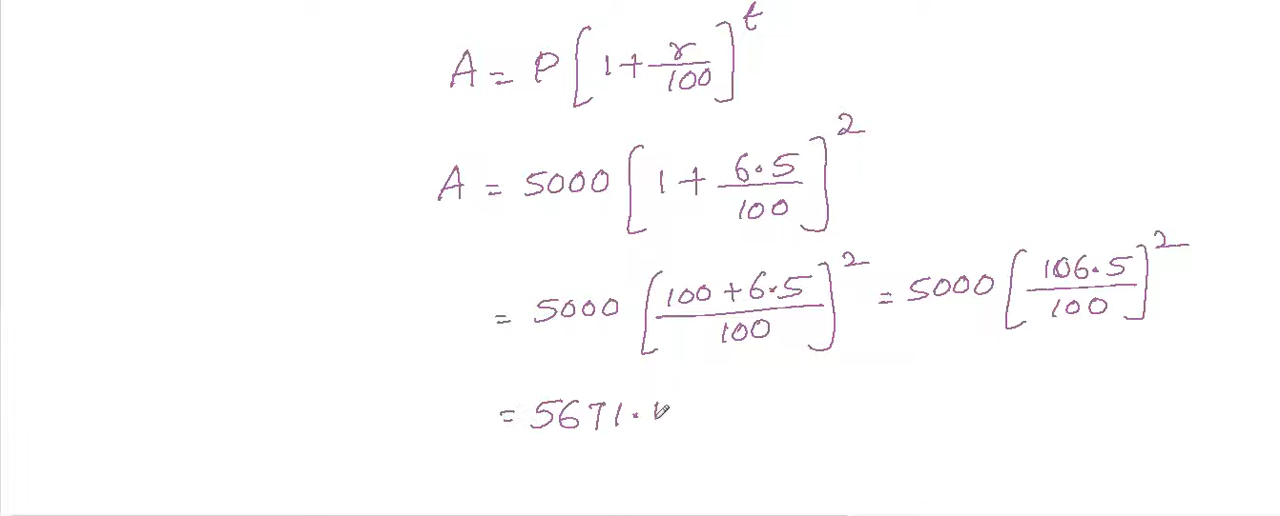 A = P[1 + r/100]^t
A = 5000[1 + 6.5/100]^2
= 5000[(100 + 6.5)/100]^2 = 5000[106.5/100]^2
= 5671.1